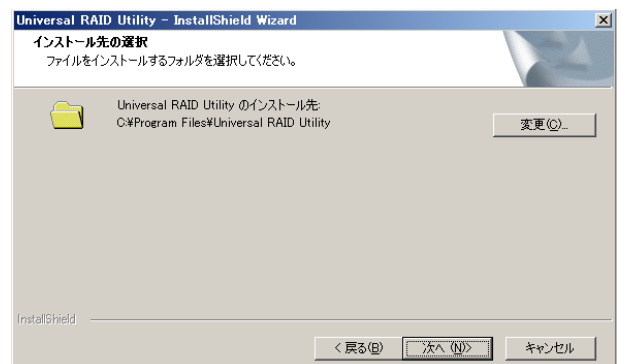 Universal RAID Utility - InstallShield Wizard
インストール先の選択
ファイルをインストールするフォルダを選択してください。
Universal RAID Utility のインストール先:
C:¥Program Files¥Universal RAID Utility
変更(C)...
InstallShield
< 戻る(B)
次へ (N)>
キャンセル